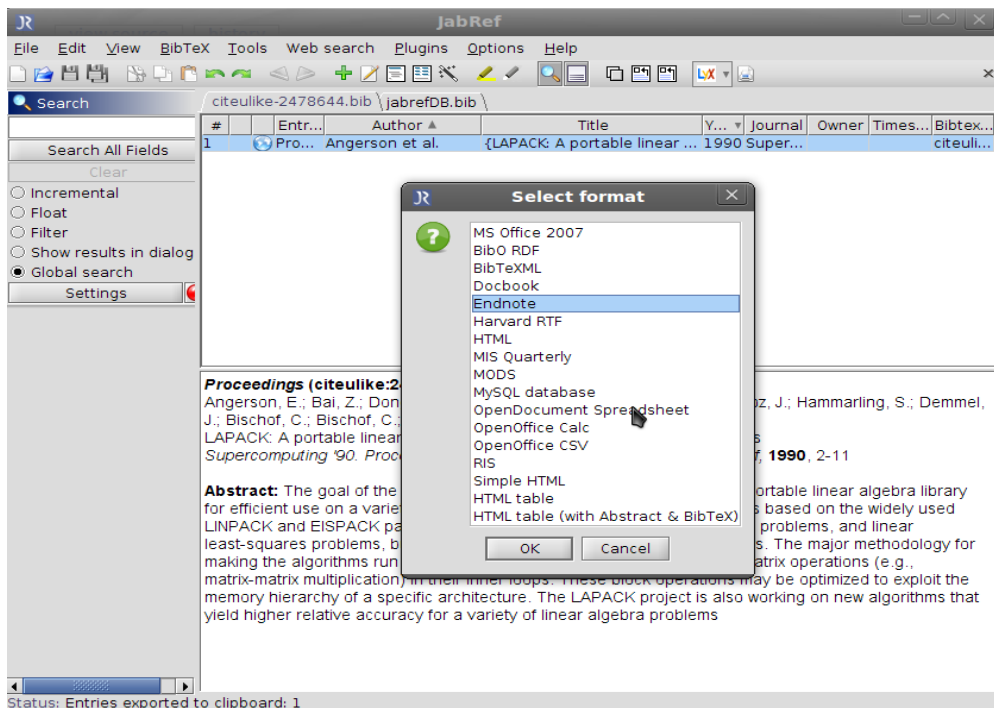 JabRef
File Edit View BibTeX Tools Web search Plugins Options Help
Search
citeulike-2478644.bib jabrefDB.bib
# Entr... Author Title Y... Journal Owner Times... Bibtex...
1 Pro... Angerson et al. {LAPACK: A portable linear ... 1990 Super... citeuli...
Search All Fields
Clear
Incremental
Float
Filter
Show results in dialog
Global search
Settings
Select format
MS Office 2007
BibO RDF
BibTeXML
Docbook
Endnote
Harvard RTF
HTML
MIS Quarterly
MODS
MySQL database
OpenDocument Spreadsheet
OpenOffice Calc
OpenOffice CSV
RIS
Simple HTML
HTML table
HTML table (with Abstract & BibTeX)
OK Cancel
Proceedings (citeulike:2
Angerson, E.; Bai, Z.; Don J.; Hammarling, S.; Demmel,
J.; Bischof, C.; Bischof, C.;
LAPACK: A portable linear
Supercomputing '90. Proc 1990, 2-11
Abstract: The goal of the ortable linear algebra library
for efficient use on a varie s based on the widely used
LINPACK and EISPACK pa problems, and linear
least-squares problems, b s. The major methodology for
making the algorithms run atrix operations (e.g.,
matrix-matrix multiplication) in their inner loops. These block operations may be optimized to exploit the
memory hierarchy of a specific architecture. The LAPACK project is also working on new algorithms that
yield higher relative accuracy for a variety of linear algebra problems
Status: Entries exported to clipboard: 1